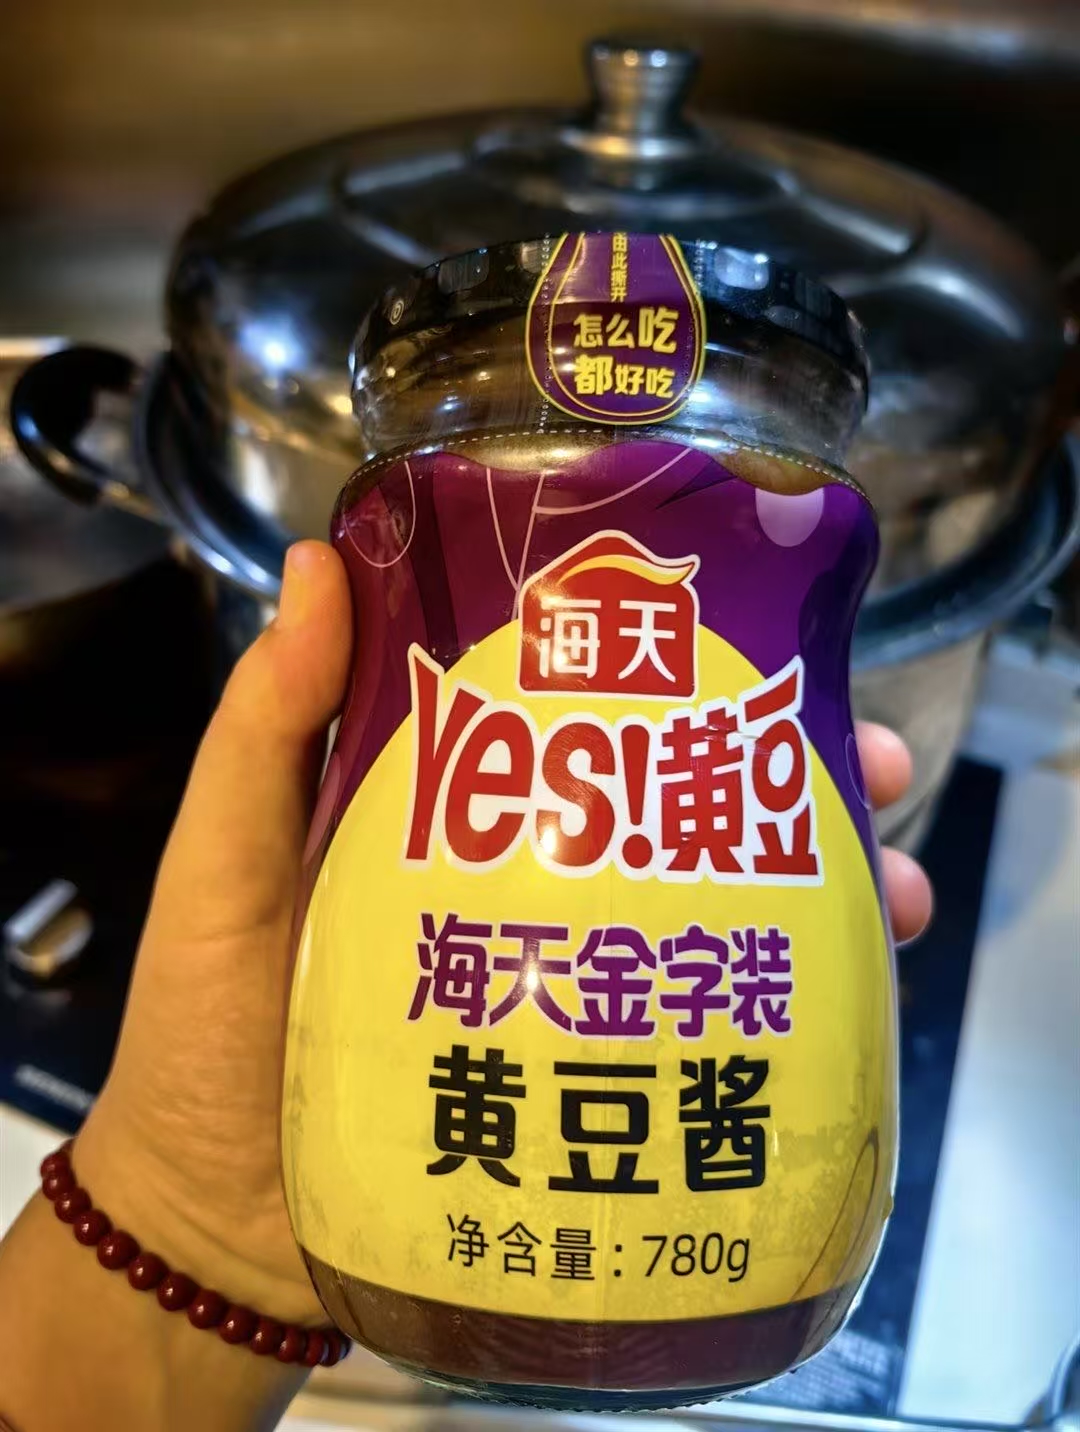 由此撕开
怎么吃
都好吃
海天
Yes!黄豆
海天金字装
黄豆酱
净含量：780g